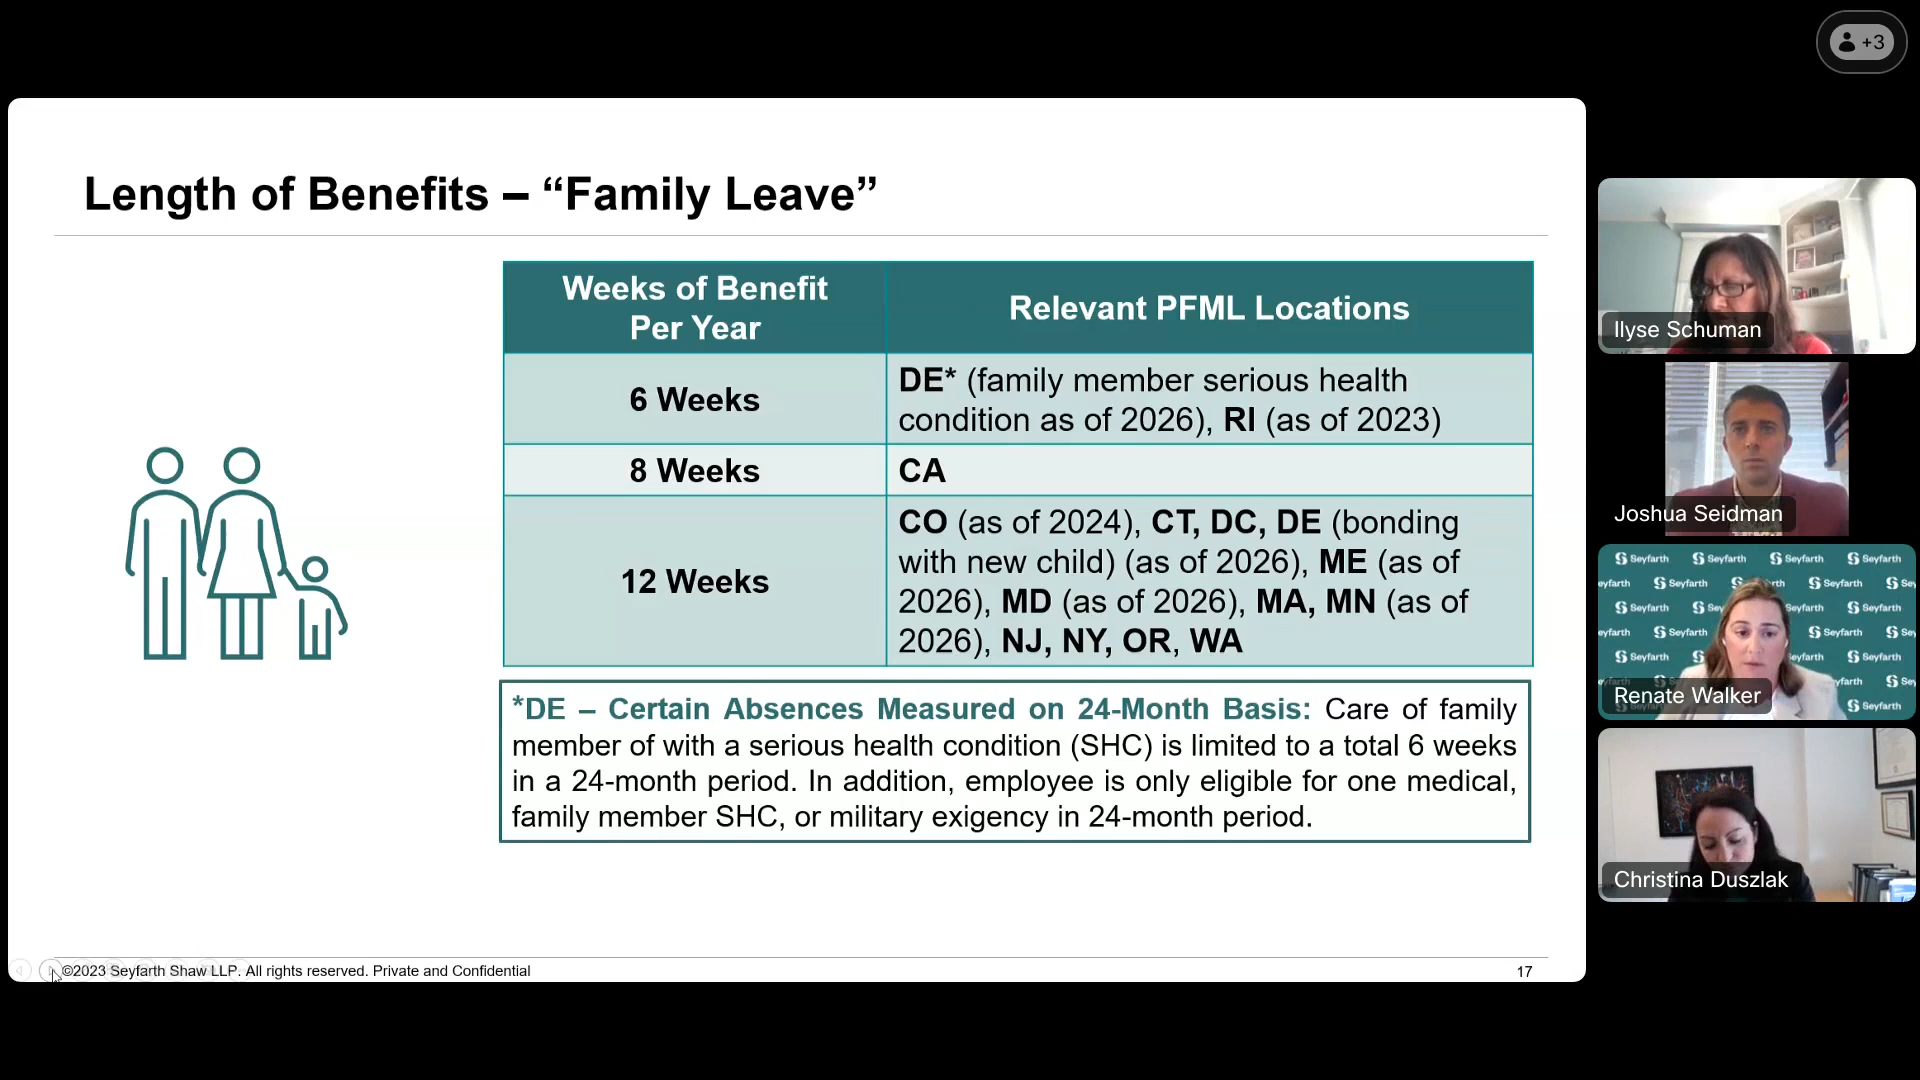 +3
Length of Benefits – “Family Leave”
Weeks of Benefit
Per Year
Relevant PFML Locations
6 Weeks
DE* (family member serious health
condition as of 2026), RI (as of 2023)
8 Weeks
CA
12 Weeks
CO (as of 2024), CT, DC, DE (bonding
with new child) (as of 2026), ME (as of
2026), MD (as of 2026), MA, MN (as of
2026), NJ, NY, OR, WA
*DE – Certain Absences Measured on 24-Month Basis: Care of family
member of with a serious health condition (SHC) is limited to a total 6 weeks
in a 24-month period. In addition, employee is only eligible for one medical,
family member SHC, or military exigency in 24-month period.
©2023 Seyfarth Shaw LLP. All rights reserved. Private and Confidential
17
Ilyse Schuman
Joshua Seidman
Seyfarth Seyfarth Seyfarth Seyfarth
Renate Walker
Christina Duszlak